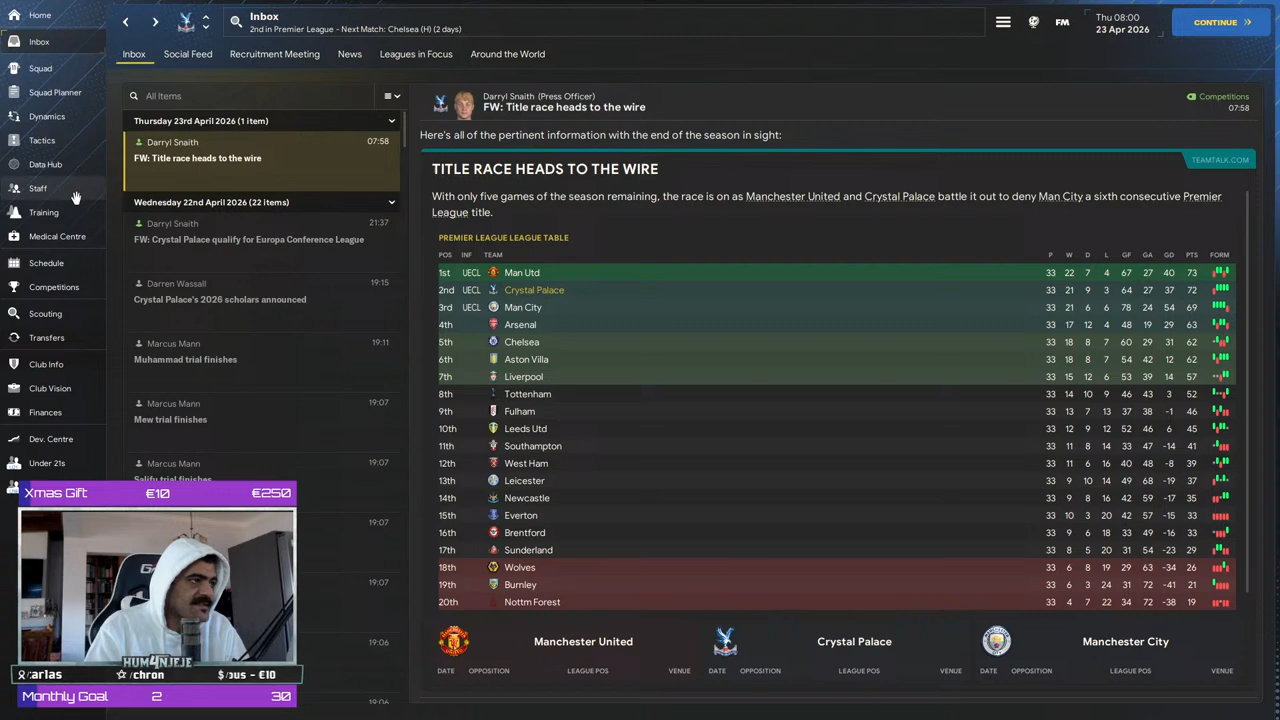 Home
Inbox
Squad
Squad Planner
Dynamics
Tactics
Data Hub
Staff
Training
Medical Centre
Schedule
Competitions
Scouting
Transfers
Club Info
Club Vision
Finances
Dev. Centre
Under 21s
Inbox
2nd in Premier League - Next Match: Chelsea (H) (2 days)
FM
Thu 08:00
23 Apr 2026
CONTINUE
Inbox Social Feed Recruitment Meeting News Leagues in Focus Around the World
All Items
Thursday 23rd April 2026 (1 item)
Darryl Snaith 07:58
FW: Title race heads to the wire
Wednesday 22nd April 2026 (22 items)
Darryl Snaith 21:37
FW: Crystal Palace qualify for Europa Conference League
Darren Wassall 19:15
Crystal Palace's 2026 scholars announced
Marcus Mann 19:11
Muhammad trial finishes
Marcus Mann 19:07
Mew trial finishes
Marcus Mann 19:07
Salifu trial finishes
19:07
19:07
19:06
19:06
Darryl Snaith (Press Officer)
FW: Title race heads to the wire
Competitions
07:58
Here's all of the pertinent information with the end of the season in sight:
TEAMTALK.COM
TITLE RACE HEADS TO THE WIRE
With only five games of the season remaining, the race is on as Manchester United and Crystal Palace battle it out to deny Man City a sixth consecutive Premier
League title.
PREMIER LEAGUE LEAGUE TABLE
POS INF TEAM P W D L GF GA GD PTS FORM
1st UECL Man Utd 33 22 7 4 67 27 40 73
2nd UECL Crystal Palace 33 21 9 3 64 27 37 72
3rd UECL Man City 33 21 6 6 78 24 54 69
4th Arsenal 33 17 12 4 48 19 29 63
5th Chelsea 33 18 8 7 60 29 31 62
6th Aston Villa 33 18 8 7 54 42 12 62
7th Liverpool 33 15 12 6 53 39 14 57
8th Tottenham 33 14 10 9 46 43 3 52
9th Fulham 33 13 7 13 37 38 -1 46
10th Leeds Utd 33 12 9 12 52 46 6 45
11th Southampton 33 11 8 14 33 47 -14 41
12th West Ham 33 11 6 16 40 48 -8 39
13th Leicester 33 9 10 14 49 68 -19 37
14th Newcastle 33 9 8 16 42 59 -17 35
15th Everton 33 10 3 20 42 57 -15 33
16th Brentford 33 9 6 18 33 49 -16 33
17th Sunderland 33 8 5 20 31 54 -23 29
18th Wolves 33 6 8 19 29 63 -34 26
19th Burnley 33 6 3 24 31 72 -41 21
20th Nottm Forest 33 4 7 22 34 72 -38 19
Manchester United Crystal Palace Manchester City
DATE OPPOSITION LEAGUE POS VENUE DATE OPPOSITION LEAGUE POS VENUE DATE OPPOSITION LEAGUE POS VENUE
Xmas Gift €10 €250
HUM4NJEJE
carlas /chron /ous - €10
Monthly Goal 2 30